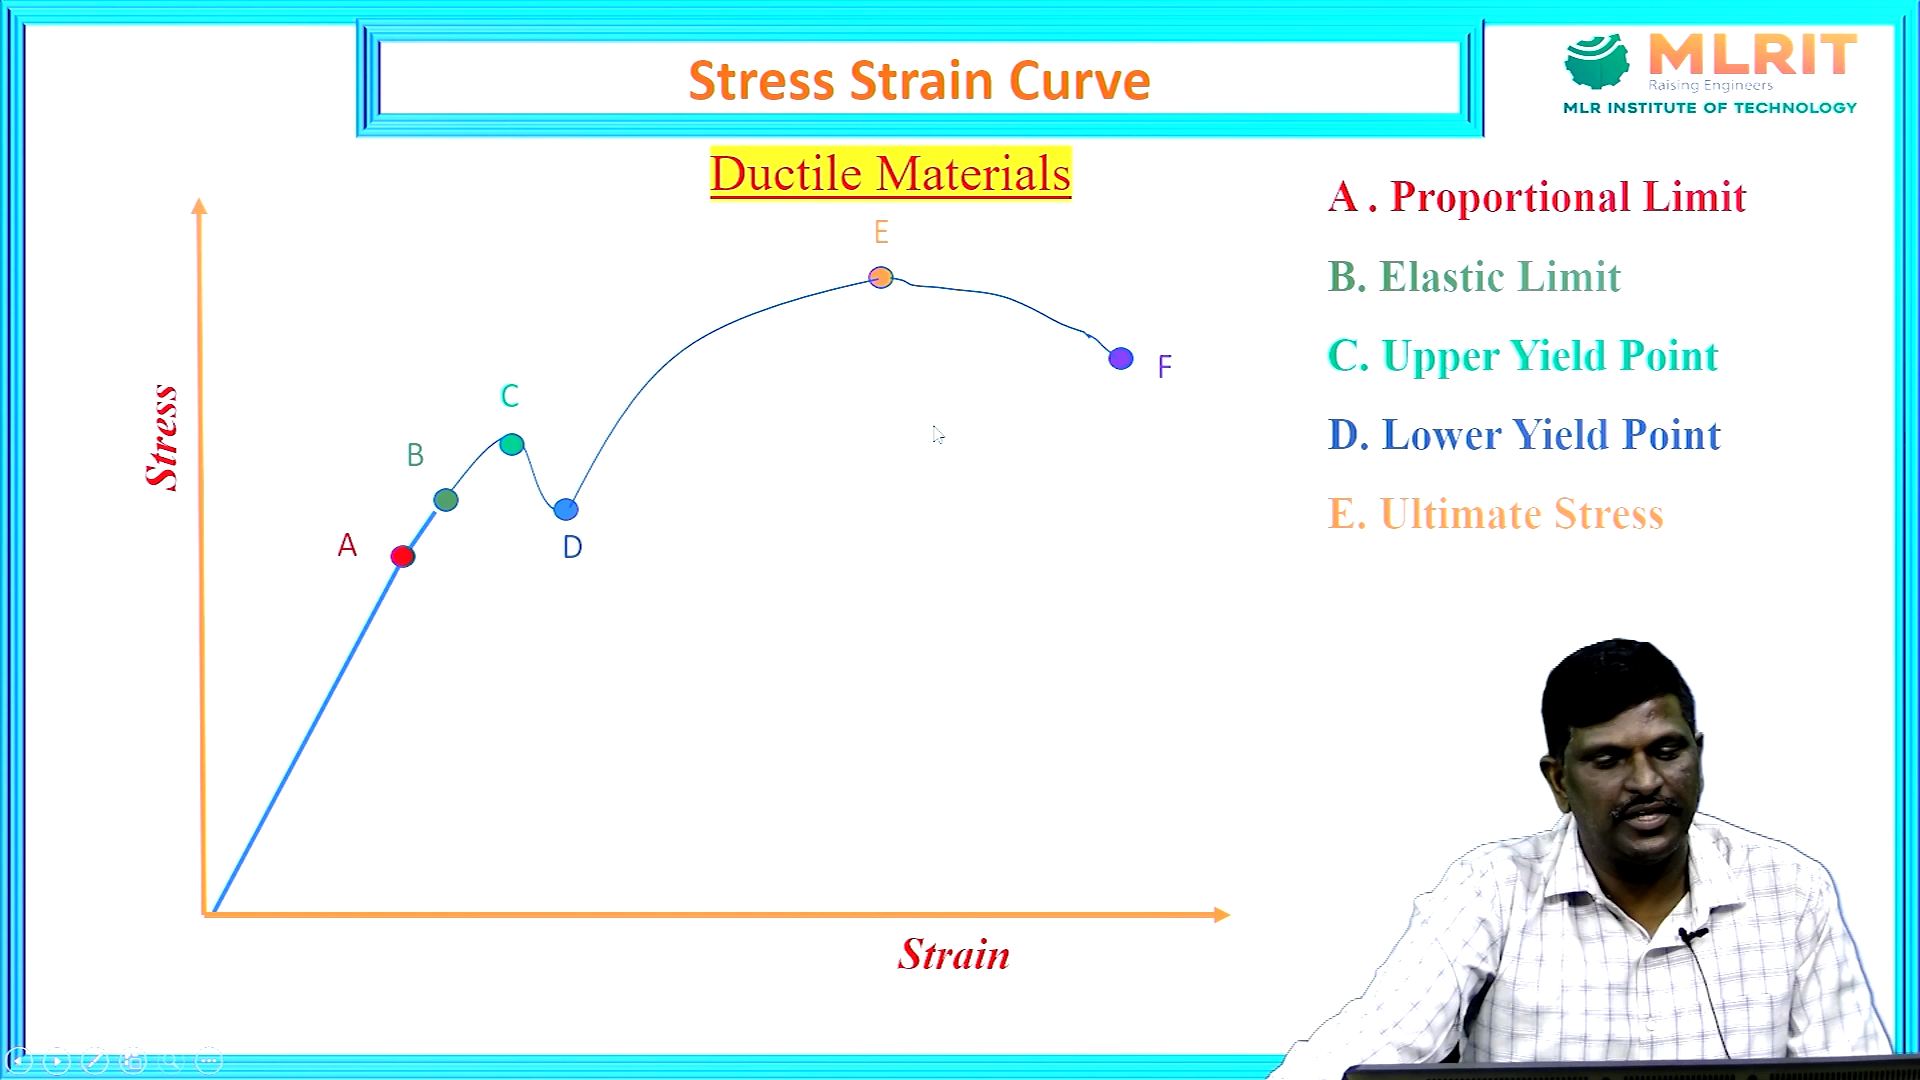 Stress Strain Curve
MLRIT
Raising Engineers
MLR INSTITUTE OF TECHNOLOGY
Ductile Materials
A . Proportional Limit
B. Elastic Limit
C. Upper Yield Point
D. Lower Yield Point
E. Ultimate Stress
E
F
C
B
A
D
Stress
Strain